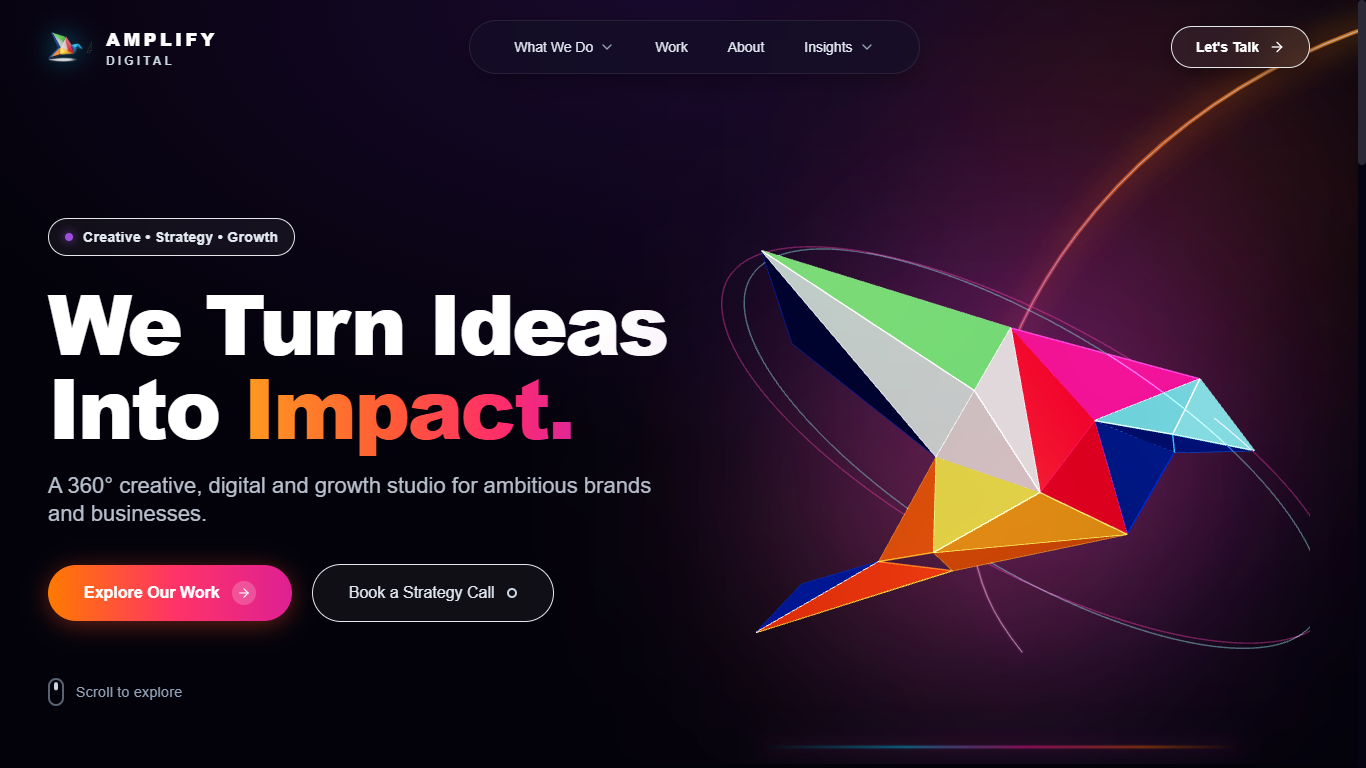 AMPLIFY
DIGITAL
What We Do
Work
About
Insights
Let's Talk
Creative • Strategy • Growth
We Turn Ideas
Into Impact.
A 360° creative, digital and growth studio for ambitious brands
and businesses.
Explore Our Work
Book a Strategy Call
Scroll to explore